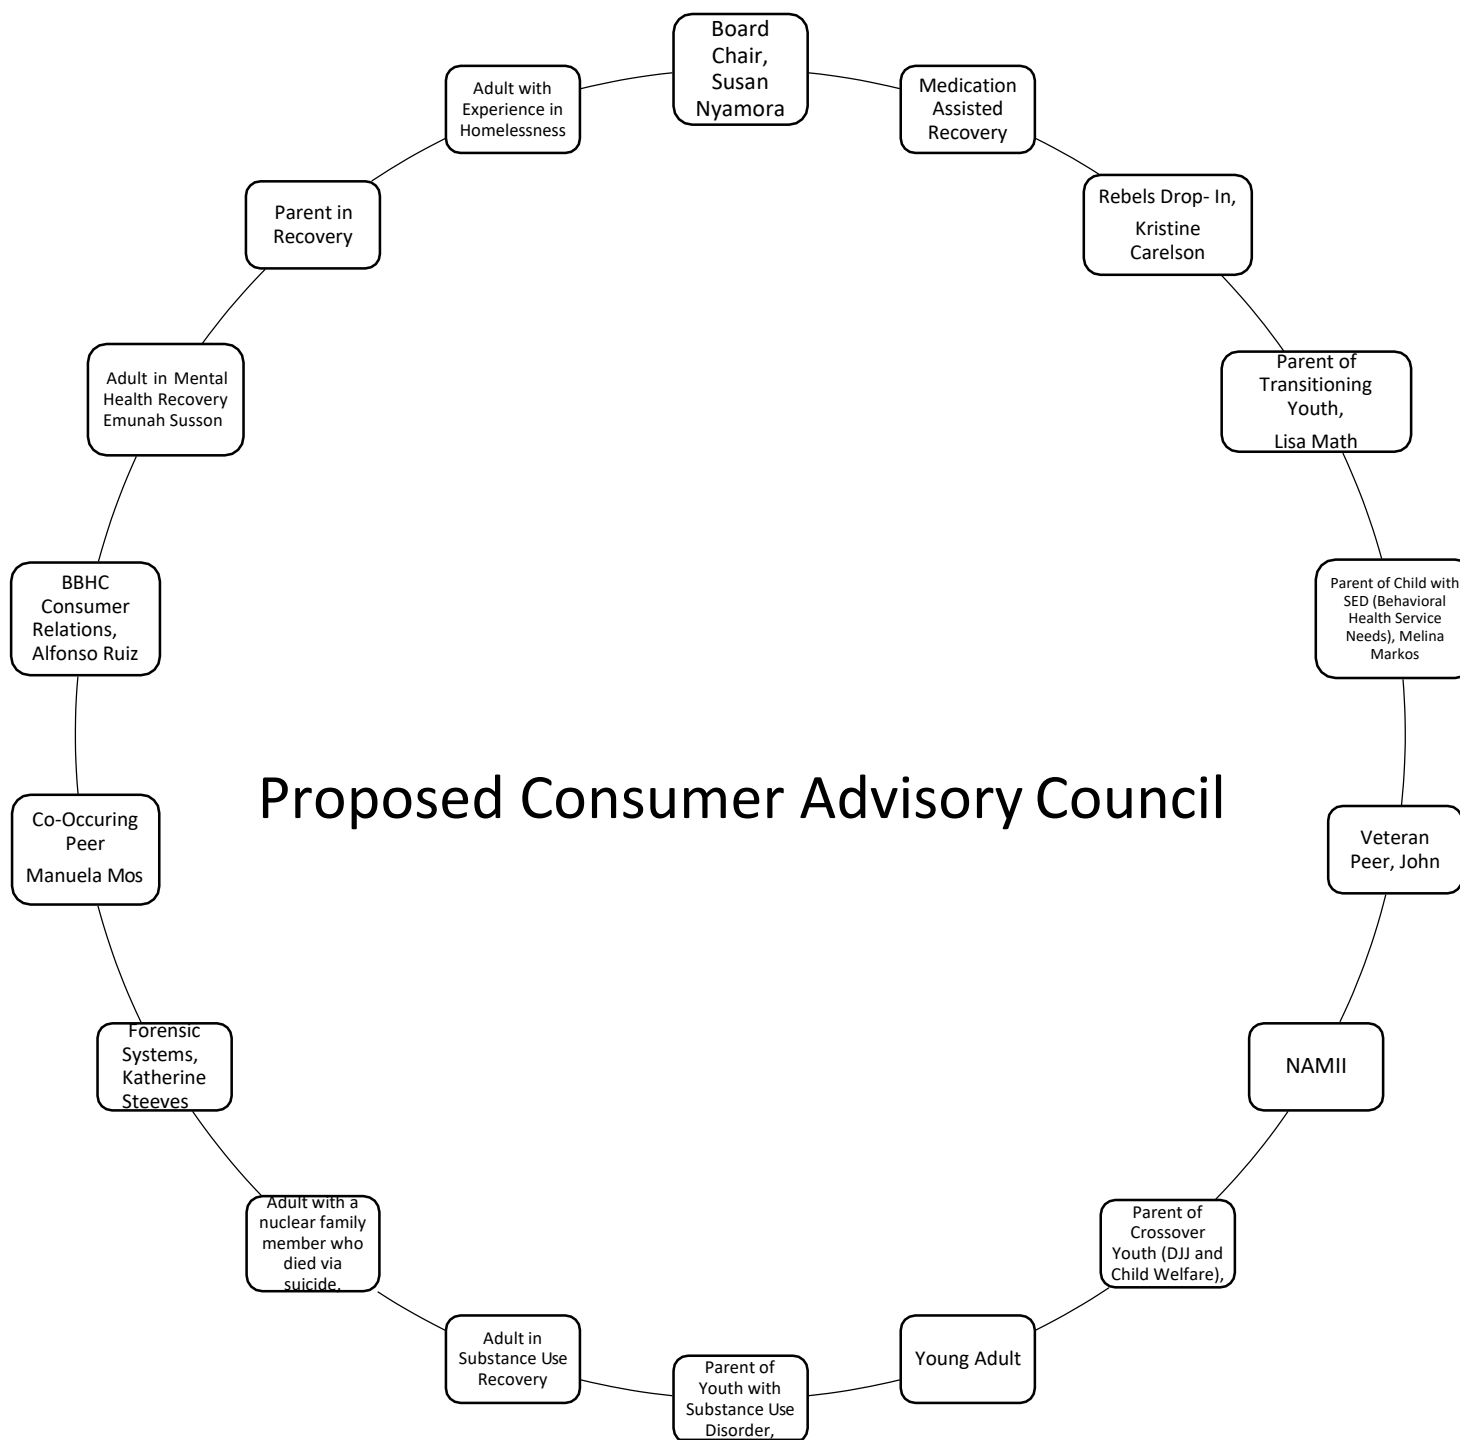 Board
Chair,
Susan
Nyamora
Medication
Assisted
Recovery
Rebels Drop- In,
Kristine
Carelson
Parent of
Transitioning
Youth,
Lisa Math
Parent of Child with
SED (Behavioral
Health Service
Needs), Melina
Markos
Veteran
Peer, John
NAMII
Parent of
Crossover
Youth (DJJ and
Child Welfare),
Young Adult
Parent of
Youth with
Substance Use
Disorder,
Adult in
Substance Use
Recovery
Adult with a
nuclear family
member who
died via
suicide,
Forensic
Systems,
Katherine
Steeves
Co-Occuring
Peer
Manuela Mos
BBHC
Consumer
Relations,
Alfonso Ruiz
Adult in Mental
Health Recovery
Emunah Susson
Parent in
Recovery
Adult with
Experience in
Homelessness
Proposed Consumer Advisory Council